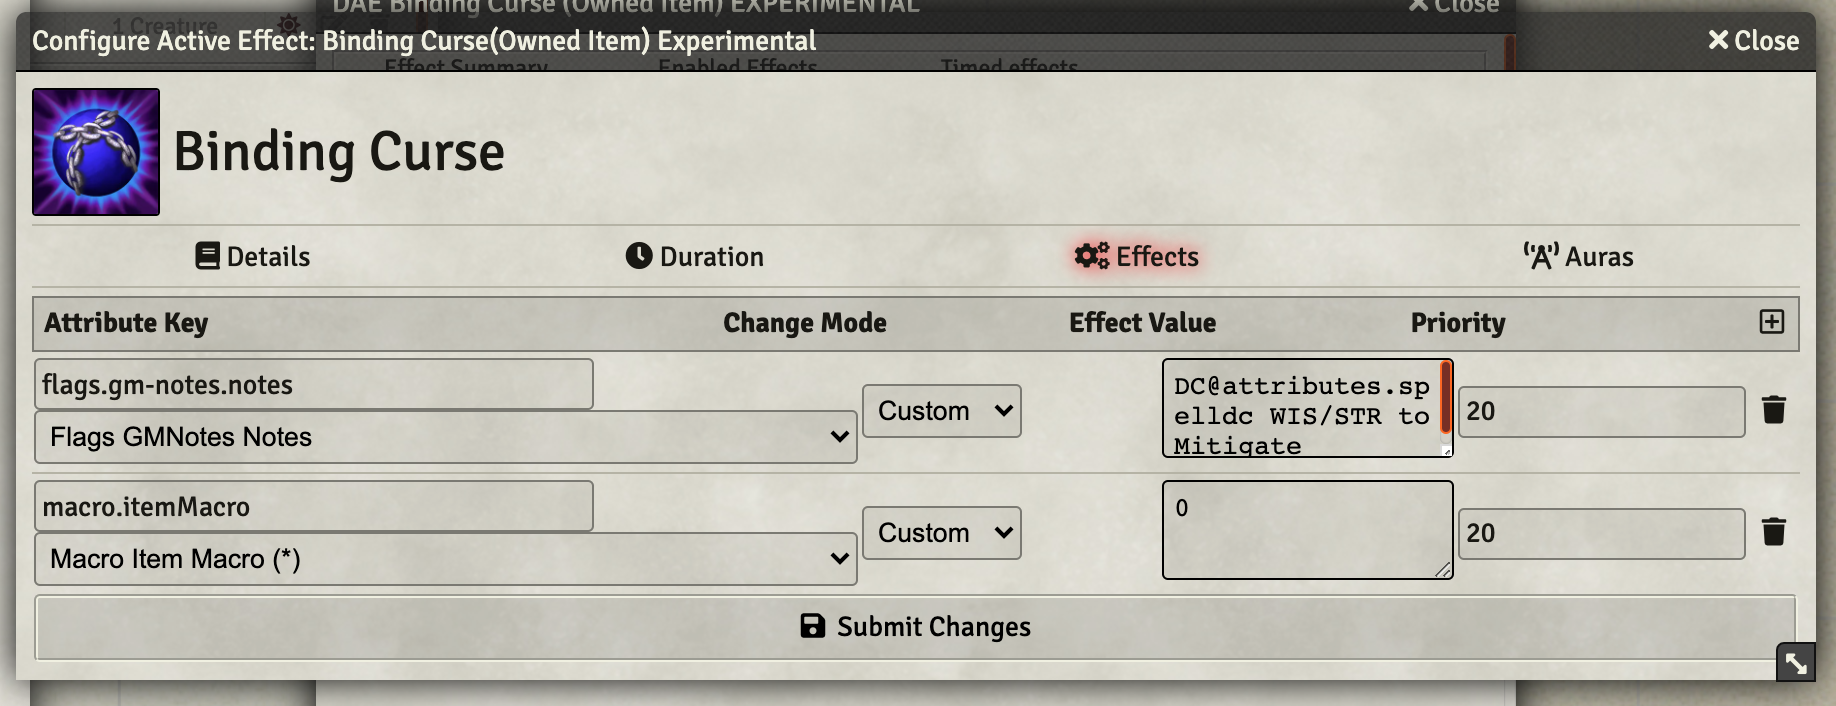 DAE Binding Curse (Owned Item) EXPERIMENTAL
Close
1 Creature
Configure Active Effect: Binding Curse(Owned Item) Experimental
Close
Effect Summary
Enabled Effects
Timed effects
Binding Curse
Details
Duration
Effects
Auras
Attribute Key
Change Mode
Effect Value
Priority
flags.gm-notes.notes
Flags GMNotes Notes
Custom
DC@attributes.sp
elldc WIS/STR to
Mitigate
20
macro.itemMacro
Macro Item Macro (*)
Custom
0
20
Submit Changes